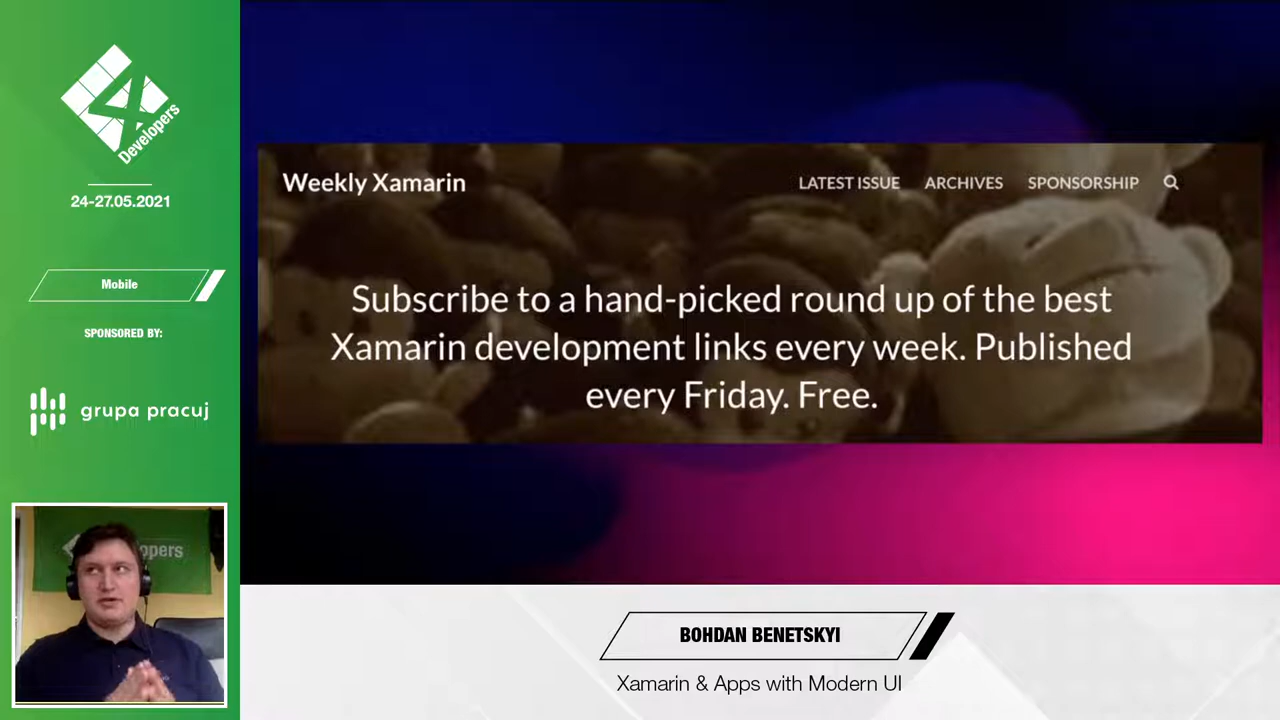 4
Developers
24-27.05.2021
Mobile
SPONSORED BY:
grupa pracuj
opers
Weekly Xamarin
LATEST ISSUE ARCHIVES SPONSORSHIP
Subscribe to a hand-picked round up of the best
Xamarin development links every week. Published
every Friday. Free.
BOHDAN BENETSKYI
Xamarin & Apps with Modern UI